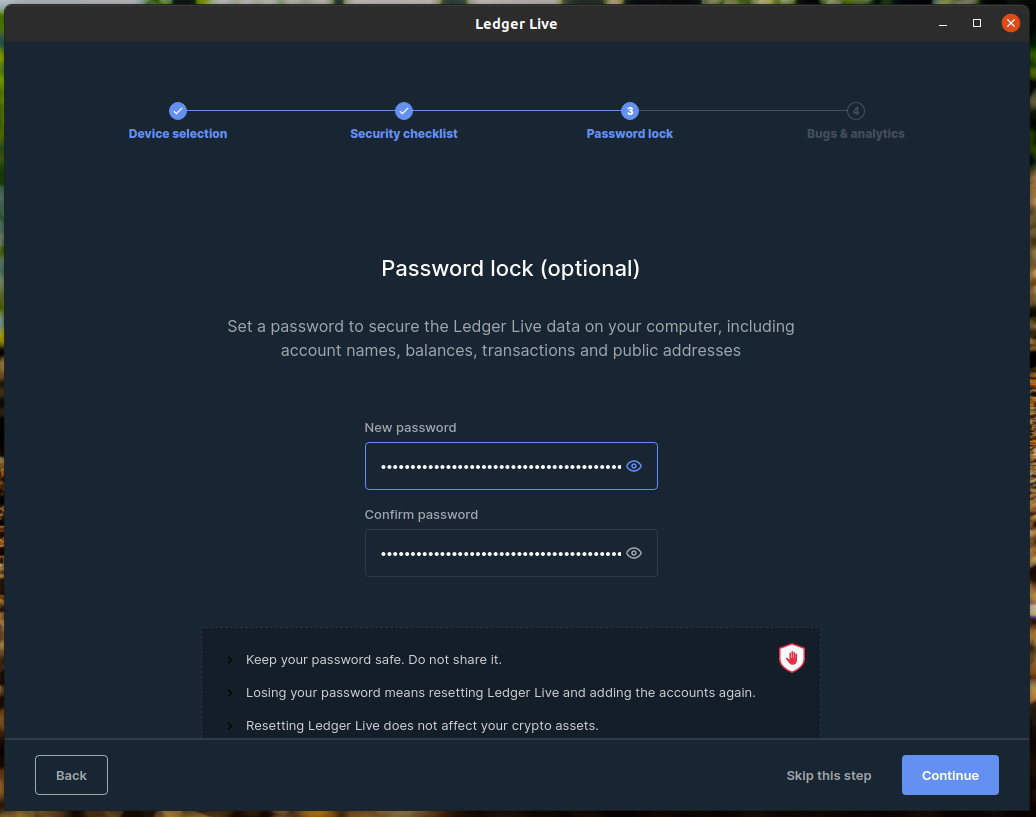 Ledger Live
3
4
Device selection
Security checklist
Password lock
Bugs & analytics
Password lock (optional)
Set a password to secure the Ledger Live data on your computer, including
account names, balances, transactions and public addresses
New password
Confirm password
Keep your password safe. Do not share it.
Losing your password means resetting Ledger Live and adding the accounts again.
Resetting Ledger Live does not affect your crypto assets.
Back
Skip this step
Continue